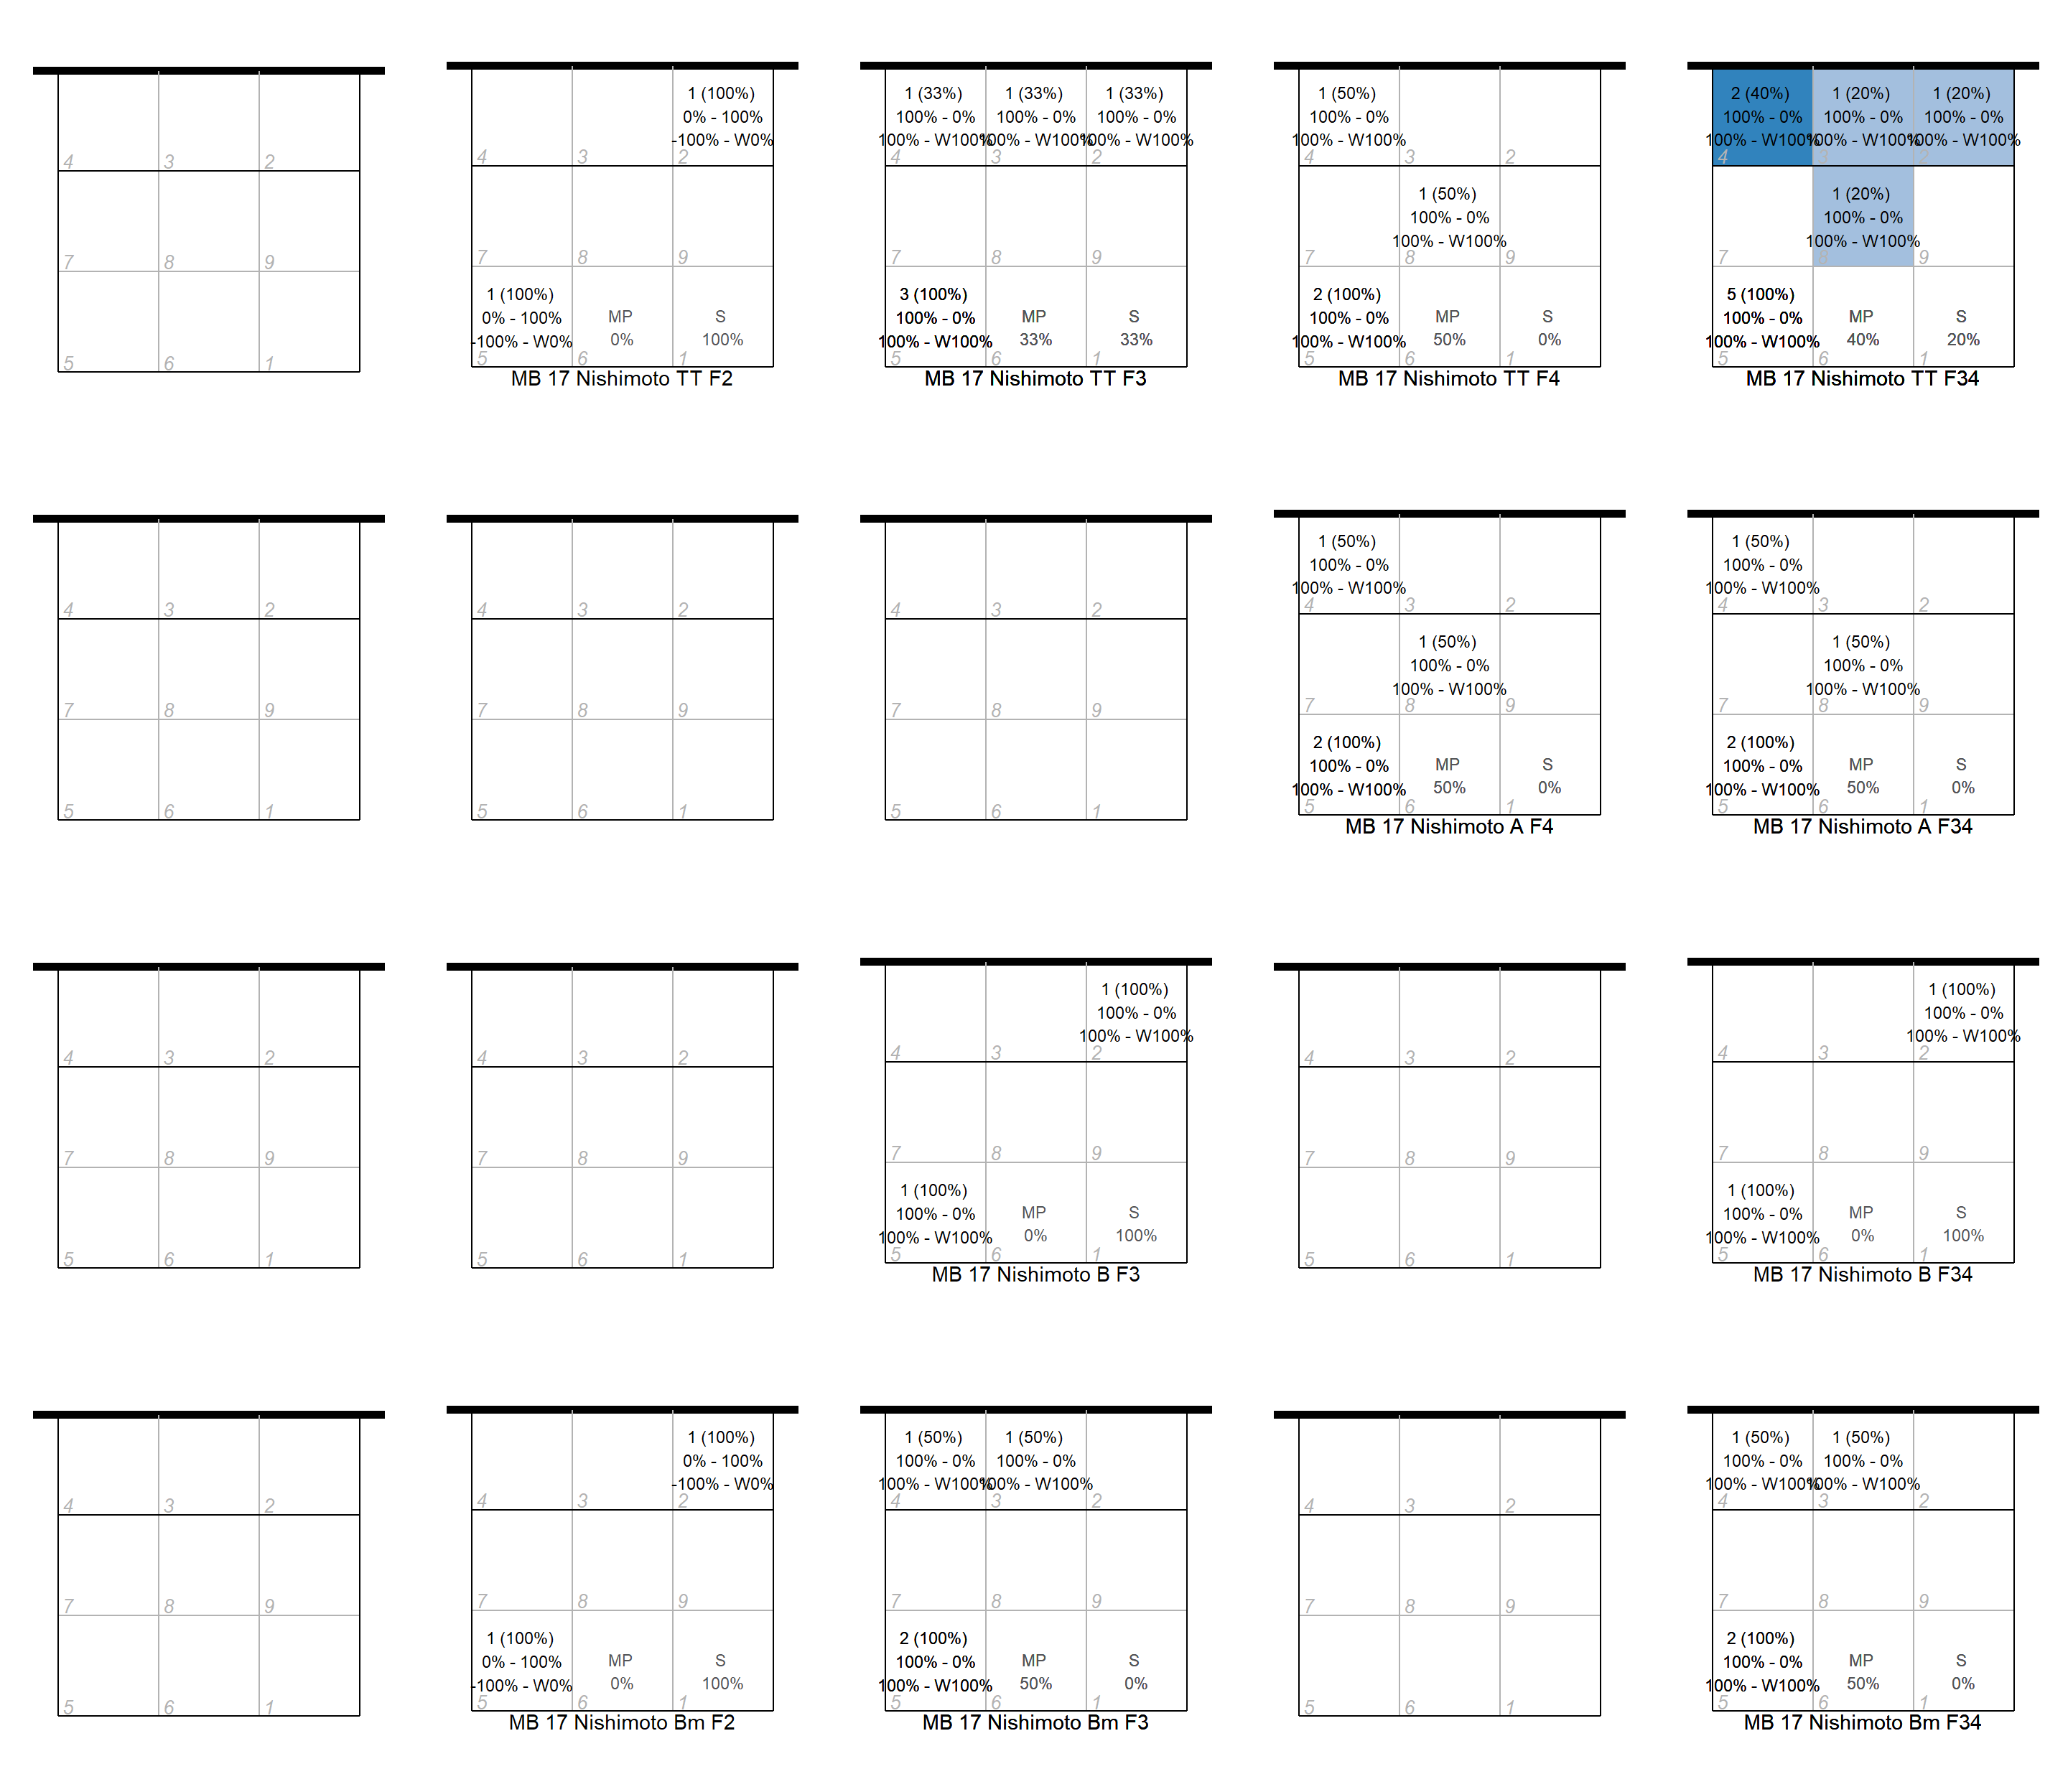 4 3 2
7 8 9
5 6 1
1 (100%)
0% - 100%
-100% - W0%
4 3 2
7 8 9
1 (100%)
0% - 100% MP S
-100% - W0% 0% 100%
5 6 1
MB 17 Nishimoto TT F2
1 (33%) 1 (33%) 1 (33%)
100% - 0% 100% - 0% 100% - 0%
100% - W100% 100% - W100% 100% - W100%
4 3 2
7 8 9
3 (100%)
100% - 0% MP S
100% - W100% 33% 33%
5 6 1
MB 17 Nishimoto TT F3
1 (50%)
100% - 0%
100% - W100%
4 3 2
1 (50%)
100% - 0%
100% - W100%
7 8 9
2 (100%)
100% - 0% MP S
100% - W100% 50% 0%
5 6 1
MB 17 Nishimoto TT F4
2 (40%) 1 (20%) 1 (20%)
100% - 0% 100% - 0% 100% - 0%
100% - W100% 100% - W100% 100% - W100%
4 3 2
1 (20%)
100% - 0%
100% - W100%
7 8 9
5 (100%)
100% - 0% MP S
100% - W100% 40% 20%
5 6 1
MB 17 Nishimoto TT F34
4 3 2
7 8 9
5 6 1
4 3 2
7 8 9
5 6 1
4 3 2
7 8 9
5 6 1
1 (50%)
100% - 0%
100% - W100%
4 3 2
1 (50%)
100% - 0%
100% - W100%
7 8 9
2 (100%)
100% - 0% MP S
100% - W100% 50% 0%
5 6 1
MB 17 Nishimoto A F4
1 (50%)
100% - 0%
100% - W100%
4 3 2
1 (50%)
100% - 0%
100% - W100%
7 8 9
2 (100%)
100% - 0% MP S
100% - W100% 50% 0%
5 6 1
MB 17 Nishimoto A F34
4 3 2
7 8 9
5 6 1
4 3 2
7 8 9
5 6 1
1 (100%)
100% - 0%
100% - W100%
4 3 2
7 8 9
1 (100%)
100% - 0% MP S
100% - W100% 0% 100%
5 6 1
MB 17 Nishimoto B F3
4 3 2
7 8 9
5 6 1
1 (100%)
100% - 0%
100% - W100%
4 3 2
7 8 9
1 (100%)
100% - 0% MP S
100% - W100% 0% 100%
5 6 1
MB 17 Nishimoto B F34
4 3 2
7 8 9
5 6 1
1 (100%)
0% - 100%
-100% - W0%
4 3 2
7 8 9
1 (100%)
0% - 100% MP S
-100% - W0% 0% 100%
5 6 1
MB 17 Nishimoto Bm F2
1 (50%) 1 (50%)
100% - 0% 100% - 0%
100% - W100% 100% - W100%
4 3 2
7 8 9
2 (100%)
100% - 0% MP S
100% - W100% 50% 0%
5 6 1
MB 17 Nishimoto Bm F3
4 3 2
7 8 9
5 6 1
1 (50%) 1 (50%)
100% - 0% 100% - 0%
100% - W100% 100% - W100%
4 3 2
7 8 9
2 (100%)
100% - 0% MP S
100% - W100% 50% 0%
5 6 1
MB 17 Nishimoto Bm F34